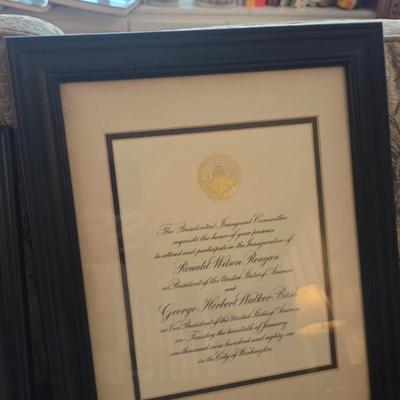 The Presidential Inaugural Committee
requests the honor of your presence
to attend and participate in the Inauguration of
Ronald Wilson Reagan
as President of the United States of America
and
George Herbert Walker Bush
as Vice President of the United States of America
on Tuesday the twentieth of January
one thousand nine hundred and eighty one
in the City of Washington